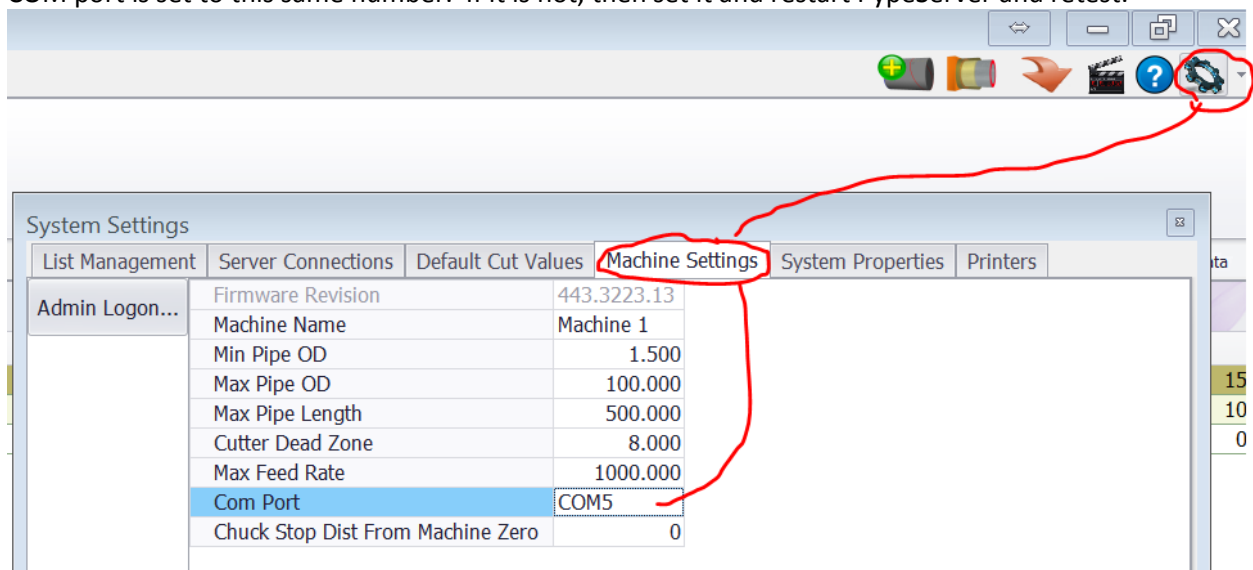 COM port is set to this same number. If it is not, then set it and restart PypeServer and retest.
?
System Settings
List Management Server Connections Default Cut Values Machine Settings System Properties Printers
Admin Logon...
Firmware Revision 443.3223.13
Machine Name Machine 1
Min Pipe OD 1.500
Max Pipe OD 100.000
Max Pipe Length 500.000
Cutter Dead Zone 8.000
Max Feed Rate 1000.000
Com Port COM5
Chuck Stop Dist From Machine Zero 0
ata
15
10
0